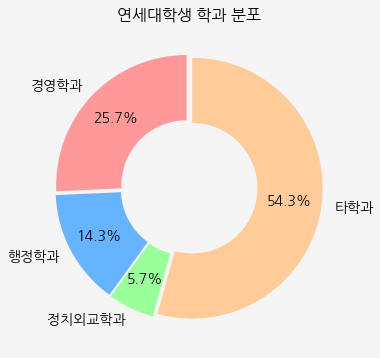 연세대학생 학과 분포
경영학과
25.7%
54.3%
타학과
14.3%
행정학과
5.7%
정치외교학과